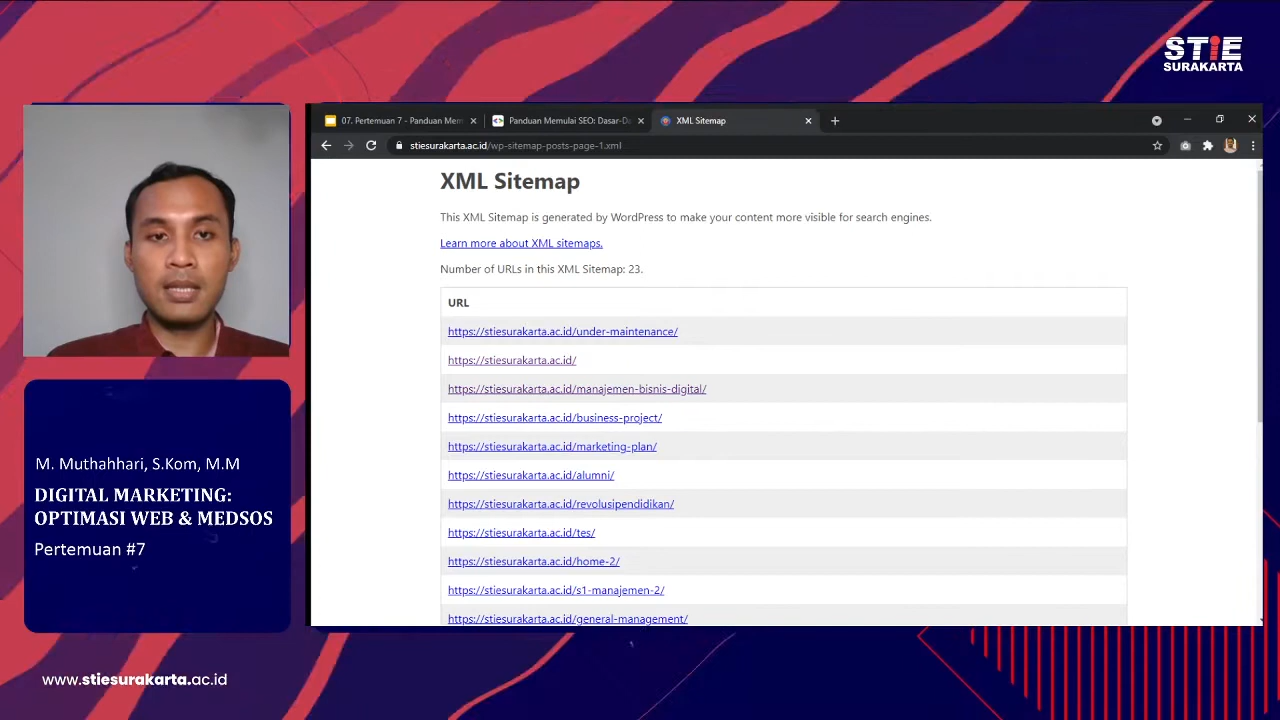 STiE
SURAKARTA
07. Pertemuan 7 - Panduan Mem
Panduan Memulai SEO: Dasar-Da
XML Sitemap
stiesurakarta.ac.id/wp-sitemap-posts-page-1.xml
XML Sitemap
This XML Sitemap is generated by WordPress to make your content more visible for search engines.
Learn more about XML sitemaps.
Number of URLs in this XML Sitemap: 23.
URL
https://stiesurakarta.ac.id/under-maintenance/
https://stiesurakarta.ac.id/
https://stiesurakarta.ac.id/manajemen-bisnis-digital/
https://stiesurakarta.ac.id/business-project/
https://stiesurakarta.ac.id/marketing-plan/
https://stiesurakarta.ac.id/alumni/
https://stiesurakarta.ac.id/revolusipendidikan/
https://stiesurakarta.ac.id/tes/
https://stiesurakarta.ac.id/home-2/
https://stiesurakarta.ac.id/s1-manajemen-2/
https://stiesurakarta.ac.id/general-management/
M. Muthahhari, S.Kom, M.M
DIGITAL MARKETING:
OPTIMASI WEB & MEDSOS
Pertemuan #7
www.stiesurakarta.ac.id